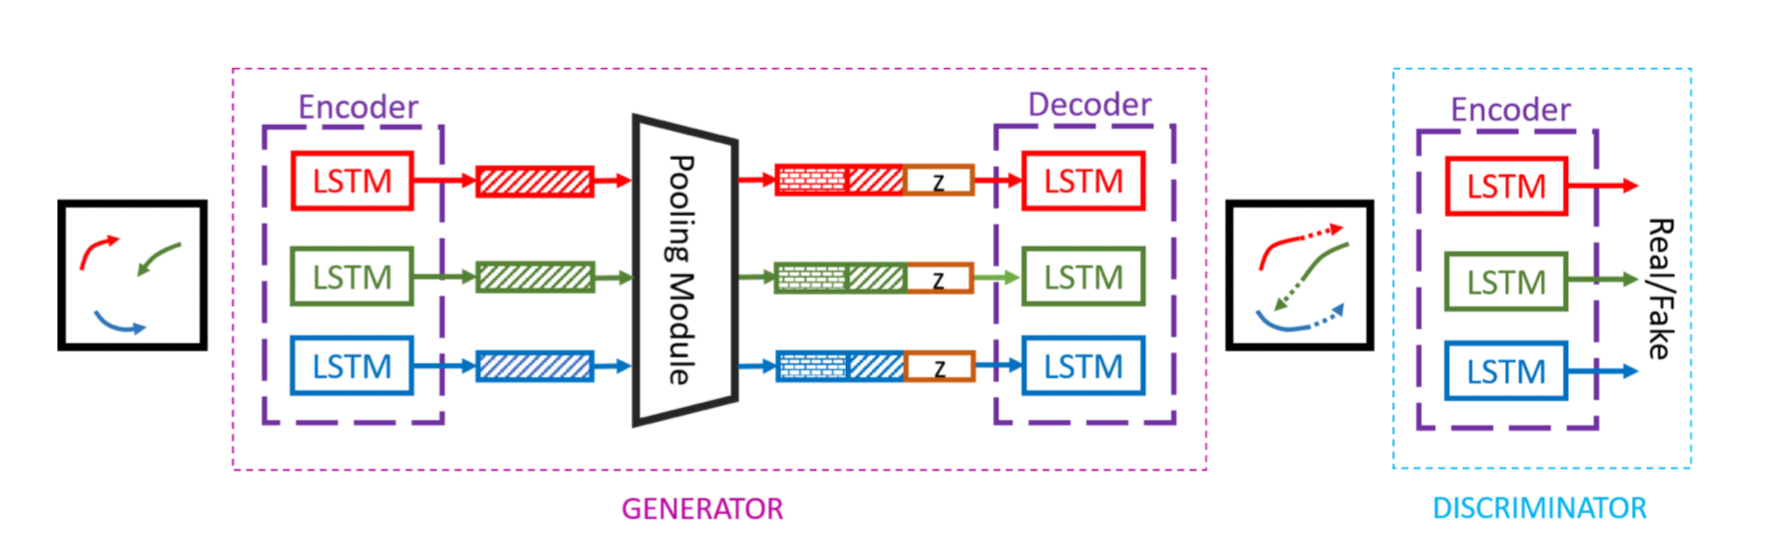 Encoder
Decoder
Encoder
LSTM
LSTM
LSTM
Pooling Module
z
z
z
LSTM
LSTM
LSTM
LSTM
LSTM
LSTM
Real/Fake
GENERATOR
DISCRIMINATOR